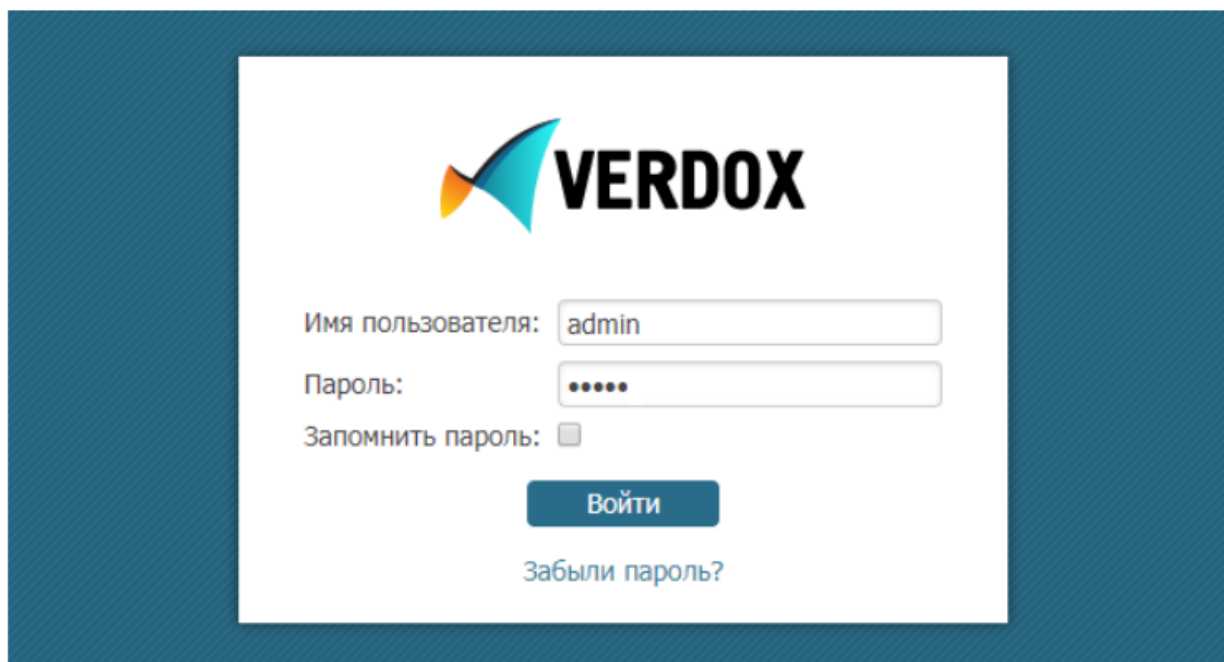 VERDOX
Имя пользователя: admin
Пароль: •••••
Запомнить пароль:
Войти
Забыли пароль?